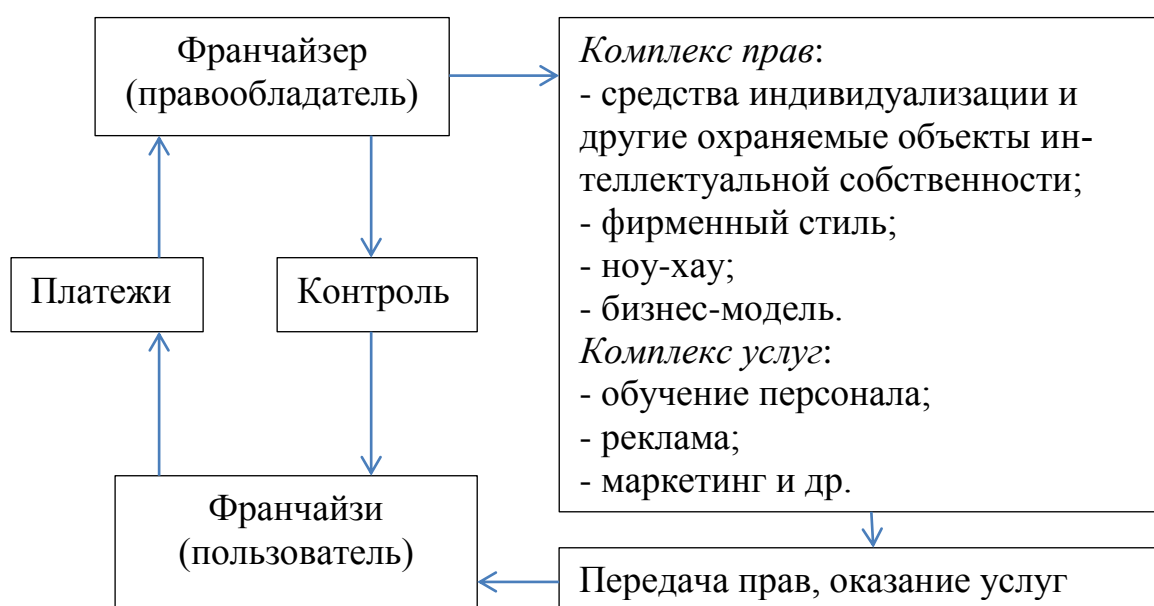 Франчайзер
(правообладатель)
Комплекс прав:
- средства индивидуализации и
другие охраняемые объекты ин-
теллектуальной собственности;
- фирменный стиль;
- ноу-хау;
- бизнес-модель.
Комплекс услуг:
- обучение персонала;
- реклама;
- маркетинг и др.
Платежи
Контроль
Франчайзи
(пользователь)
Передача прав, оказание услуг